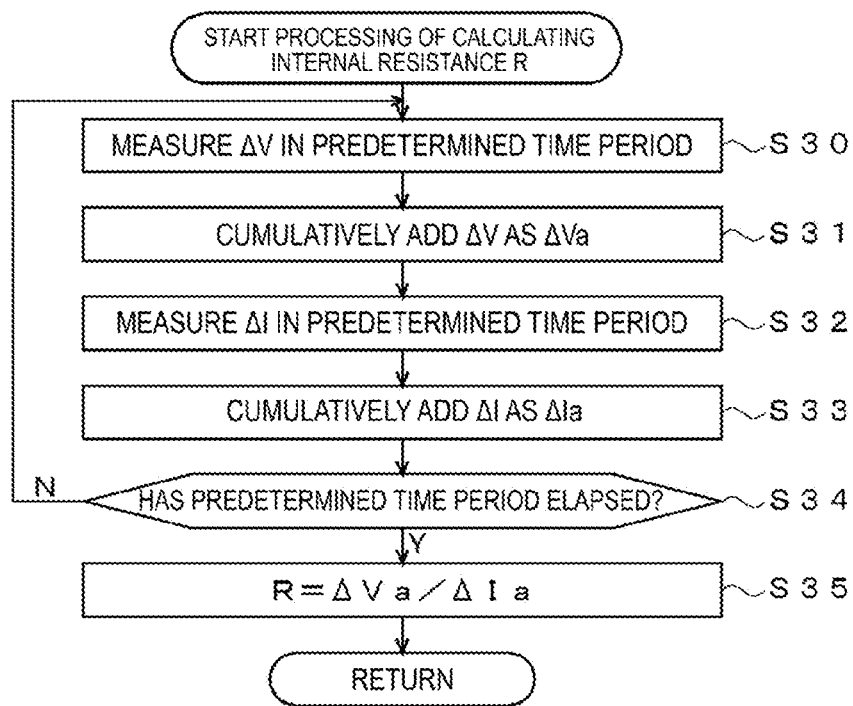 START PROCESSING OF CALCULATING
INTERNAL RESISTANCE R
MEASURE ΔV IN PREDETERMINED TIME PERIOD
S30
CUMULATIVELY ADD ΔV AS ΔVa
S31
MEASURE ΔI IN PREDETERMINED TIME PERIOD
S32
CUMULATIVELY ADD ΔI AS ΔIa
S33
N
HAS PREDETERMINED TIME PERIOD ELAPSED?
S34
Y
R=ΔVa/ΔIa
S35
RETURN